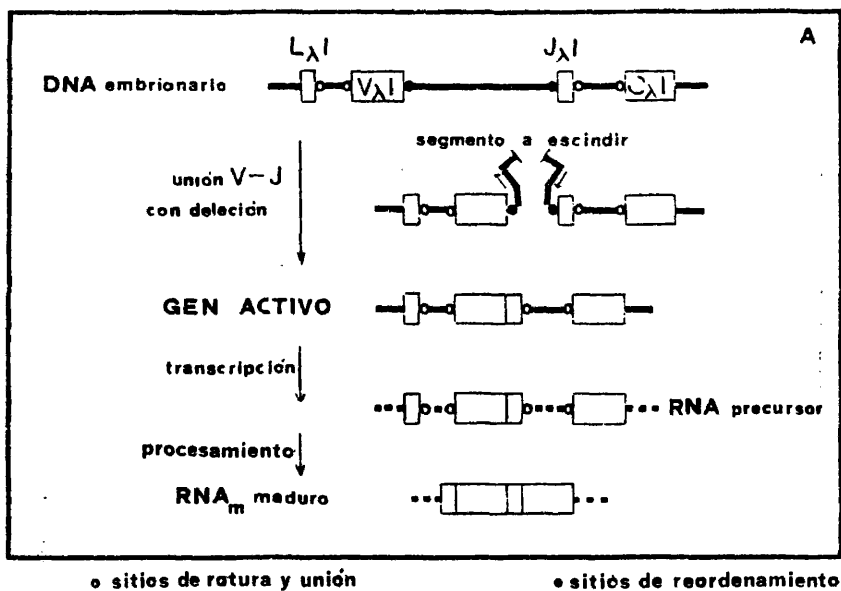 A
LλI JλI
DNA embrionario VλI CλI
segmento a escindir
unión V-J
con deleción
GEN ACTIVO
transcripción
RNA precursor
procesamiento
RNAm maduro
o sitios de rotura y unión • sitios de reordenamiento